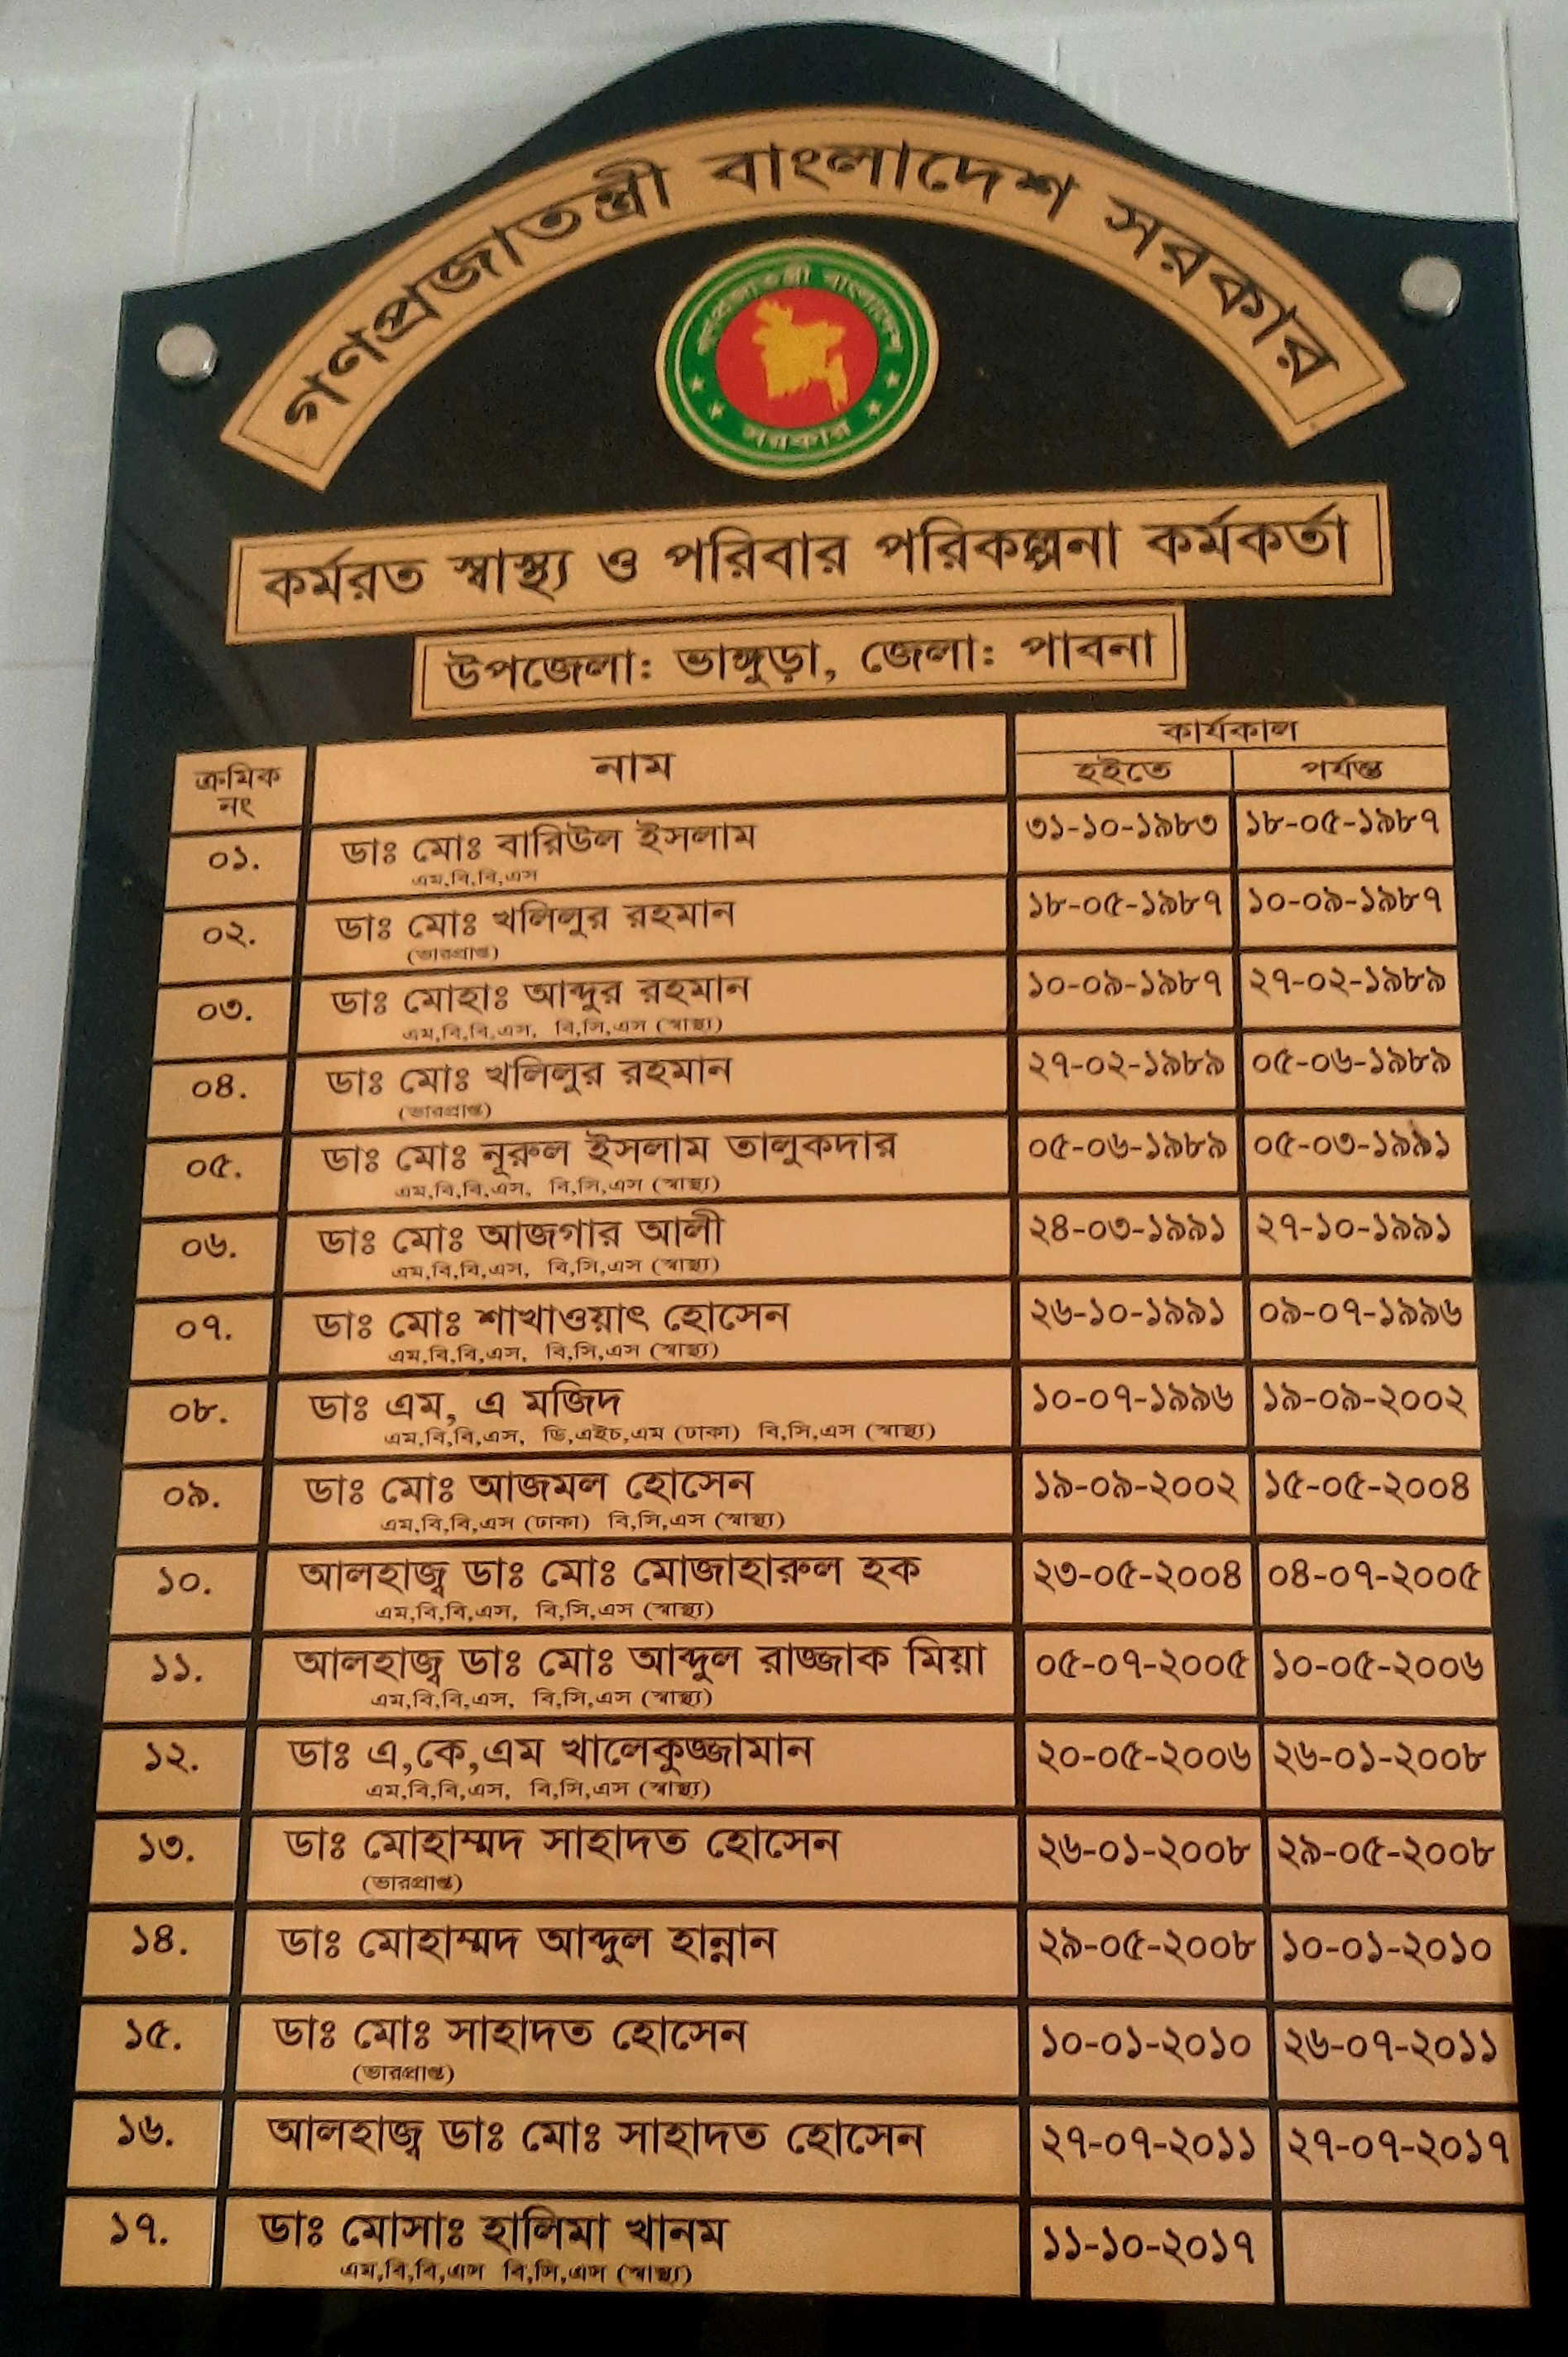 গণপ্রজাতন্ত্রী বাংলাদেশ সরকার
গণপ্রজাতন্ত্রী বাংলাদেশ
সরকার
কর্মরত স্বাস্থ্য ও পরিবার পরিকল্পনা কর্মকর্তা
উপজেলা: ভাঙ্গুড়া, জেলা: পাবনা
ক্রমিক নং নাম কার্যকাল
হইতে পর্যন্ত
০১. ডাঃ মোঃ বারিউল ইসলাম ৩১-১০-১৯৮৩ ১৮-০৫-১৯৮৭
এম,বি,বি,এস
০২. ডাঃ মোঃ খলিলুর রহমান ১৮-০৫-১৯৮৭ ১০-০৯-১৯৮৭
(ভারপ্রাপ্ত)
০৩. ডাঃ মোহাঃ আব্দুর রহমান ১০-০৯-১৯৮৭ ২৭-০২-১৯৮৯
এম,বি,বি,এস, বি,সি,এস (স্বাস্থ্য)
০৪. ডাঃ মোঃ খলিলুর রহমান ২৭-০২-১৯৮৯ ০৫-০৬-১৯৮৯
(ভারপ্রাপ্ত)
০৫. ডাঃ মোঃ নূরুল ইসলাম তালুকদার ০৫-০৬-১৯৮৯ ০৫-০৩-১৯৯১
এম,বি,বি,এস, বি,সি,এস (স্বাস্থ্য)
০৬. ডাঃ মোঃ আজগার আলী ২৪-০৩-১৯৯১ ২৭-১০-১৯৯১
এম,বি,বি,এস, বি,সি,এস (স্বাস্থ্য)
০৭. ডাঃ মোঃ শাখাওয়াৎ হোসেন ২৬-১০-১৯৯১ ০৯-০৭-১৯৯৬
এম,বি,বি,এস, বি,সি,এস (স্বাস্থ্য)
০৮. ডাঃ এম, এ মজিদ ১০-০৭-১৯৯৬ ১৯-০৯-২০০২
এম,বি,বি,এস, ডি,এইচ,এম (ঢাকা) বি,সি,এস (স্বাস্থ্য)
০৯. ডাঃ মোঃ আজমল হোসেন ১৯-০৯-২০০২ ১৫-০৫-২০০৪
এম,বি,বি,এস (ঢাকা) বি,সি,এস (স্বাস্থ্য)
১০. আলহাজ্ব ডাঃ মোঃ মোজাহারুল হক ২৩-০৫-২০০৪ ০৪-০৭-২০০৫
এম,বি,বি,এস, বি,সি,এস (স্বাস্থ্য)
১১. আলহাজ্ব ডাঃ মোঃ আব্দুল রাজ্জাক মিয়া ০৫-০৭-২০০৫ ১০-০৫-২০০৬
এম,বি,বি,এস, বি,সি,এস (স্বাস্থ্য)
১২. ডাঃ এ,কে,এম খালেকুজ্জামান ২০-০৫-২০০৬ ২৬-০১-২০০৮
এম,বি,বি,এস, বি,সি,এস (স্বাস্থ্য)
১৩. ডাঃ মোহাম্মদ সাহাদত হোসেন ২৬-০১-২০০৮ ২৯-০৫-২০০৮
(ভারপ্রাপ্ত)
১৪. ডাঃ মোহাম্মদ আব্দুল হান্নান ২৯-০৫-২০০৮ ১০-০১-২০১০
১৫. ডাঃ মোঃ সাহাদত হোসেন ১০-০১-২০১০ ২৬-০৭-২০১১
(ভারপ্রাপ্ত)
১৬. আলহাজ্ব ডাঃ মোঃ সাহাদত হোসেন ২৭-০৭-২০১১ ২৭-০৭-২০১৭
১৭. ডাঃ মোসাঃ হালিমা খানম ১১-১০-২০১৭
এম,বি,বি,এস বি,সি,এস (স্বাস্থ্য)